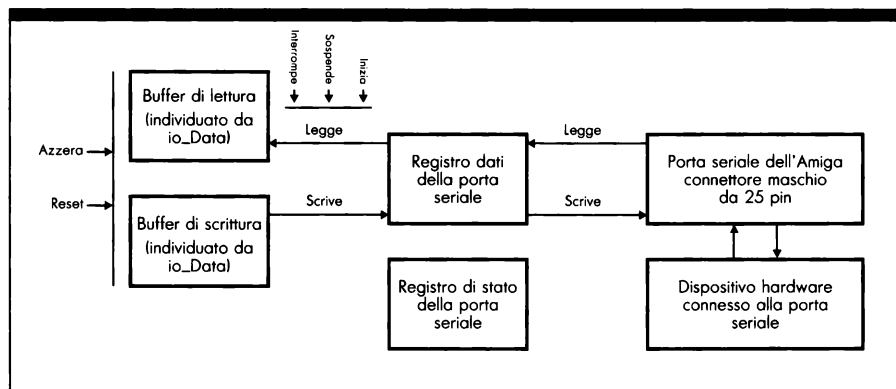 Interrompe
Sospende
Inizia
Buffer di lettura
(individuato da
io_Data)
Azzera
Reset
Legge
Legge
Registro dati
della porta
seriale
Porta seriale dell'Amiga
connettore maschio
da 25 pin
Buffer di scrittura
(individuato da
io_Data)
Scrive
Scrive
Registro di stato
della porta
seriale
Dispositivo hardware
connesso alla porta
seriale